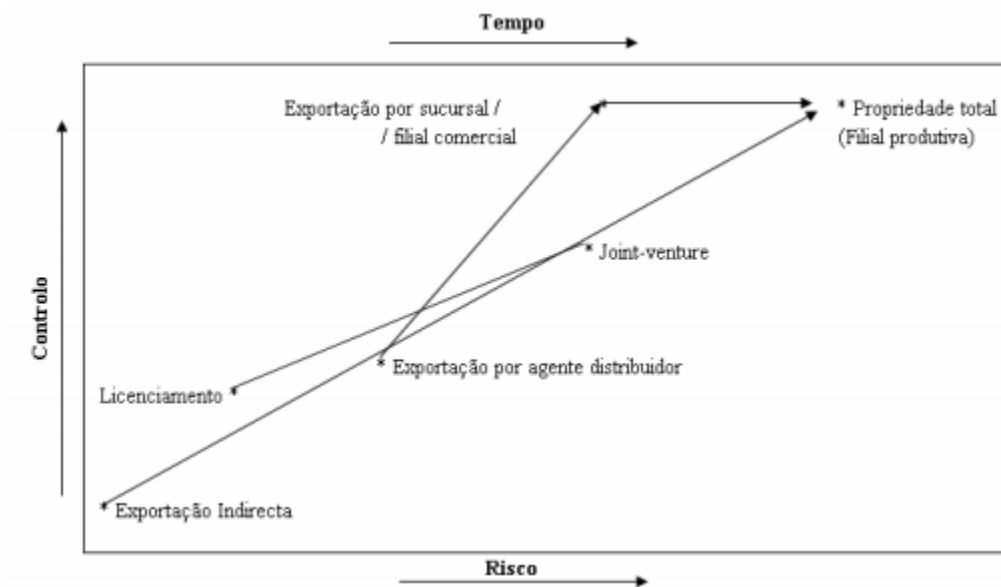 Tempo
Exportação por sucursal /
/ filial comercial
* Propriedade total
(Filial produtiva)
Controlo
* Joint-venture
* Exportação por agente distribuidor
Licenciamento *
* Exportação Indirecta
Risco